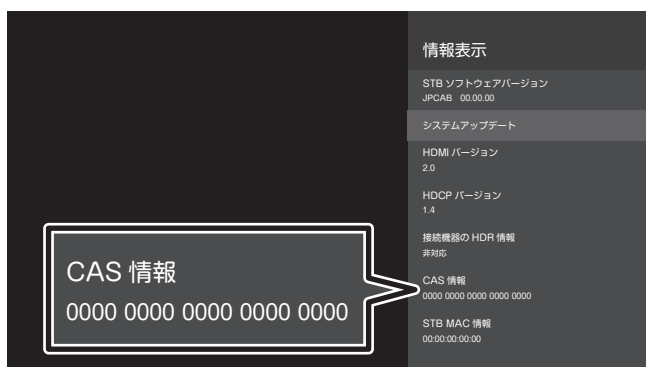 情報表示
STB ソフトウェアバージョン
JPCAB 00.00.00
システムアップデート
HDMI バージョン
2.0
HDCP バージョン
1.4
接続機器の HDR 情報
非対応
CAS 情報
0000 0000 0000 0000 0000
STB MAC 情報
00:00:00:00:00
CAS 情報
0000 0000 0000 0000 0000